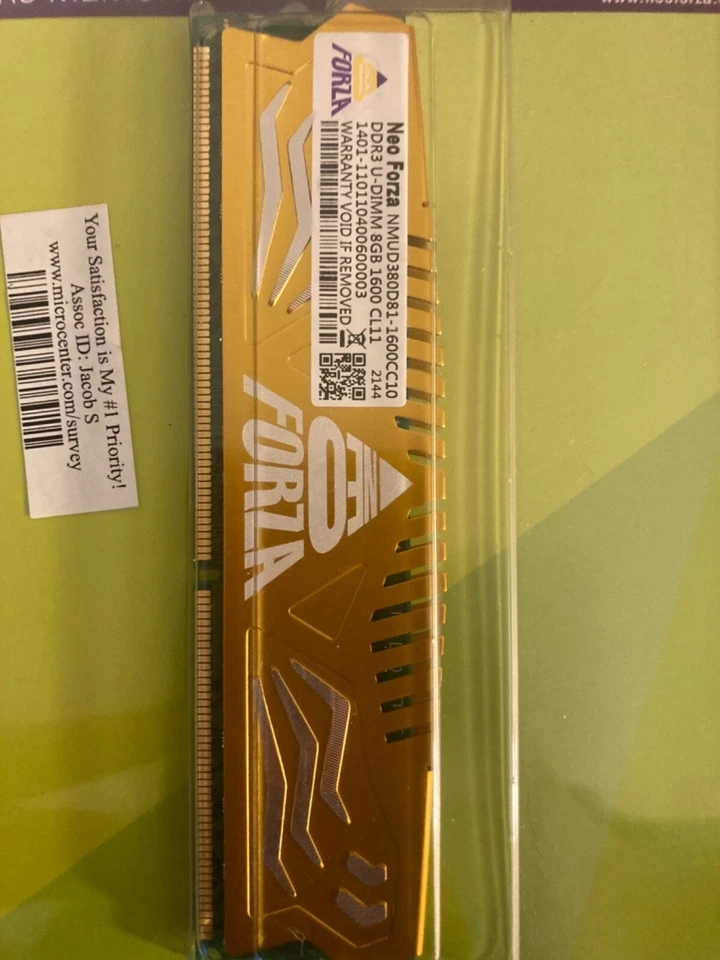 FORZA
Neo Forza NMUD380D81-1600CC10
DDR3 U-DIMM 8GB 1600 CL11
1401-110110400600003
2144
WARRANTY VOID IF REMOVED
NEO
FORZA
Your Satisfaction is My #1 Priority!
Assoc ID: Jacob S
www.microcenter.com/survey